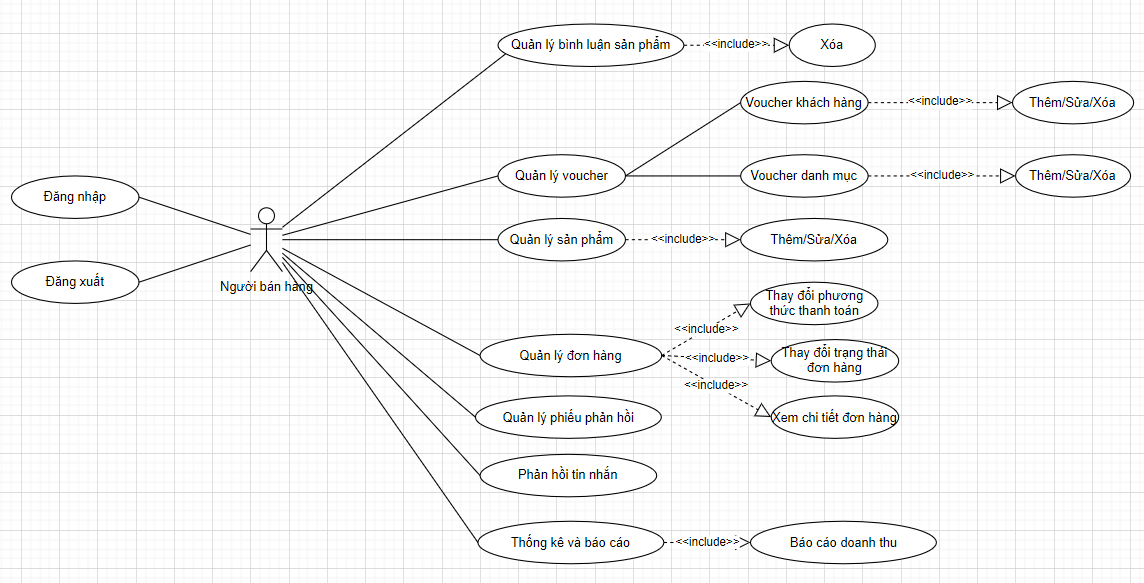 Quản lý bình luận sản phẩm
<<include>>
Xóa
Voucher khách hàng
<<include>>
Thêm/Sửa/Xóa
Quản lý voucher
Voucher danh mục
<<include>>
Thêm/Sửa/Xóa
Đăng nhập
Quản lý sản phẩm
<<include>>
Thêm/Sửa/Xóa
Đăng xuất
Người bán hàng
Thay đổi phương
thức thanh toán
<<include>>
Quản lý đơn hàng
<<include>>
Thay đổi trạng thái
đơn hàng
<<include>>
Xem chi tiết đơn hàng
Quản lý phiếu phản hồi
Phản hồi tin nhắn
Thống kê và báo cáo
<<include>>
Báo cáo doanh thu